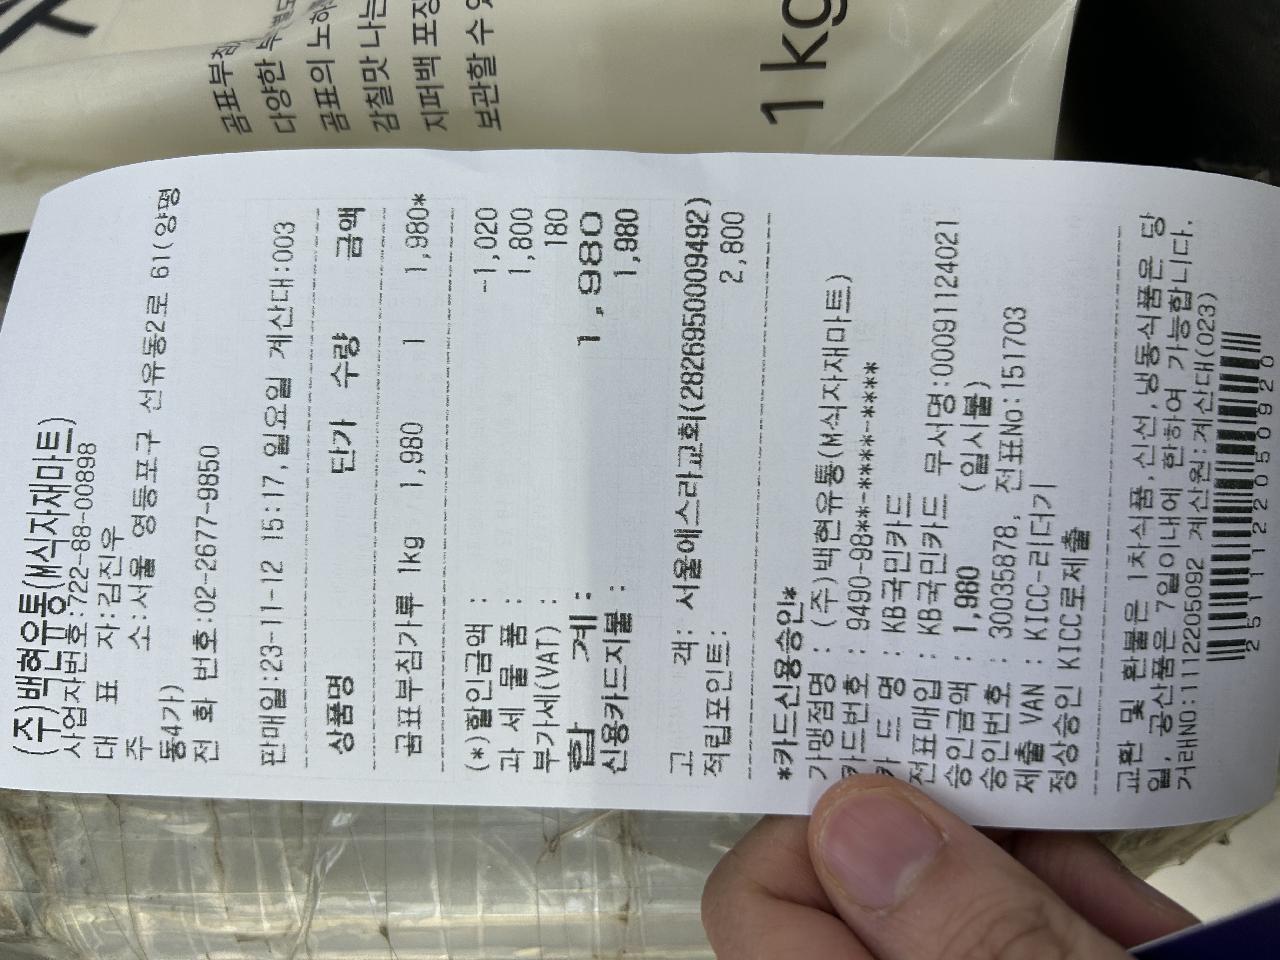 곰표부침
다양한 부
곰표의 노하
감칠맛 나는
지퍼백 포장
보관할 수
1 kg
(주)백현유통(M식자재마트)
사업자번호:722-88-00898
대 표 자:김진우
주 소:서울 영등포구 선유동2로 61(양평
동4가)
전 화 번호:02-2677-9850
판매일:23-11-12 15:17,일요일 계산대:003
상품명 단가 수량 금액
곰표부침가루 1kg 1,980 1 1,980*
(*)할인금액 : -1,020
과 세 물 품 : 1,800
부가세(VAT) : 180
합 계 : 1,980
신용카드지불 : 1,980
고 객: 서울에스라교회(2826950009492)
적립포인트: 2,800
*카드신용승인*
가맹점명 : (주)백현유통(M식자재마트)
카드번호 : 9490-98**-****-****
카 드 명 : KB국민카드
전표매입 : KB국민카드 무서명:00091124021
승인금액 : 1,980 (일시불)
승인번호 : 30035878, 전표No:151703
제출 VAN : KICC-리더기
정상승인 KICC로제출
교환 및 환불은 1차식품,신선,냉동식품은 당
일, 공산품은 7일이내에 한하여 가능합니다.
거래NO:11112205092 계산원:계산대(023)
2511122050920